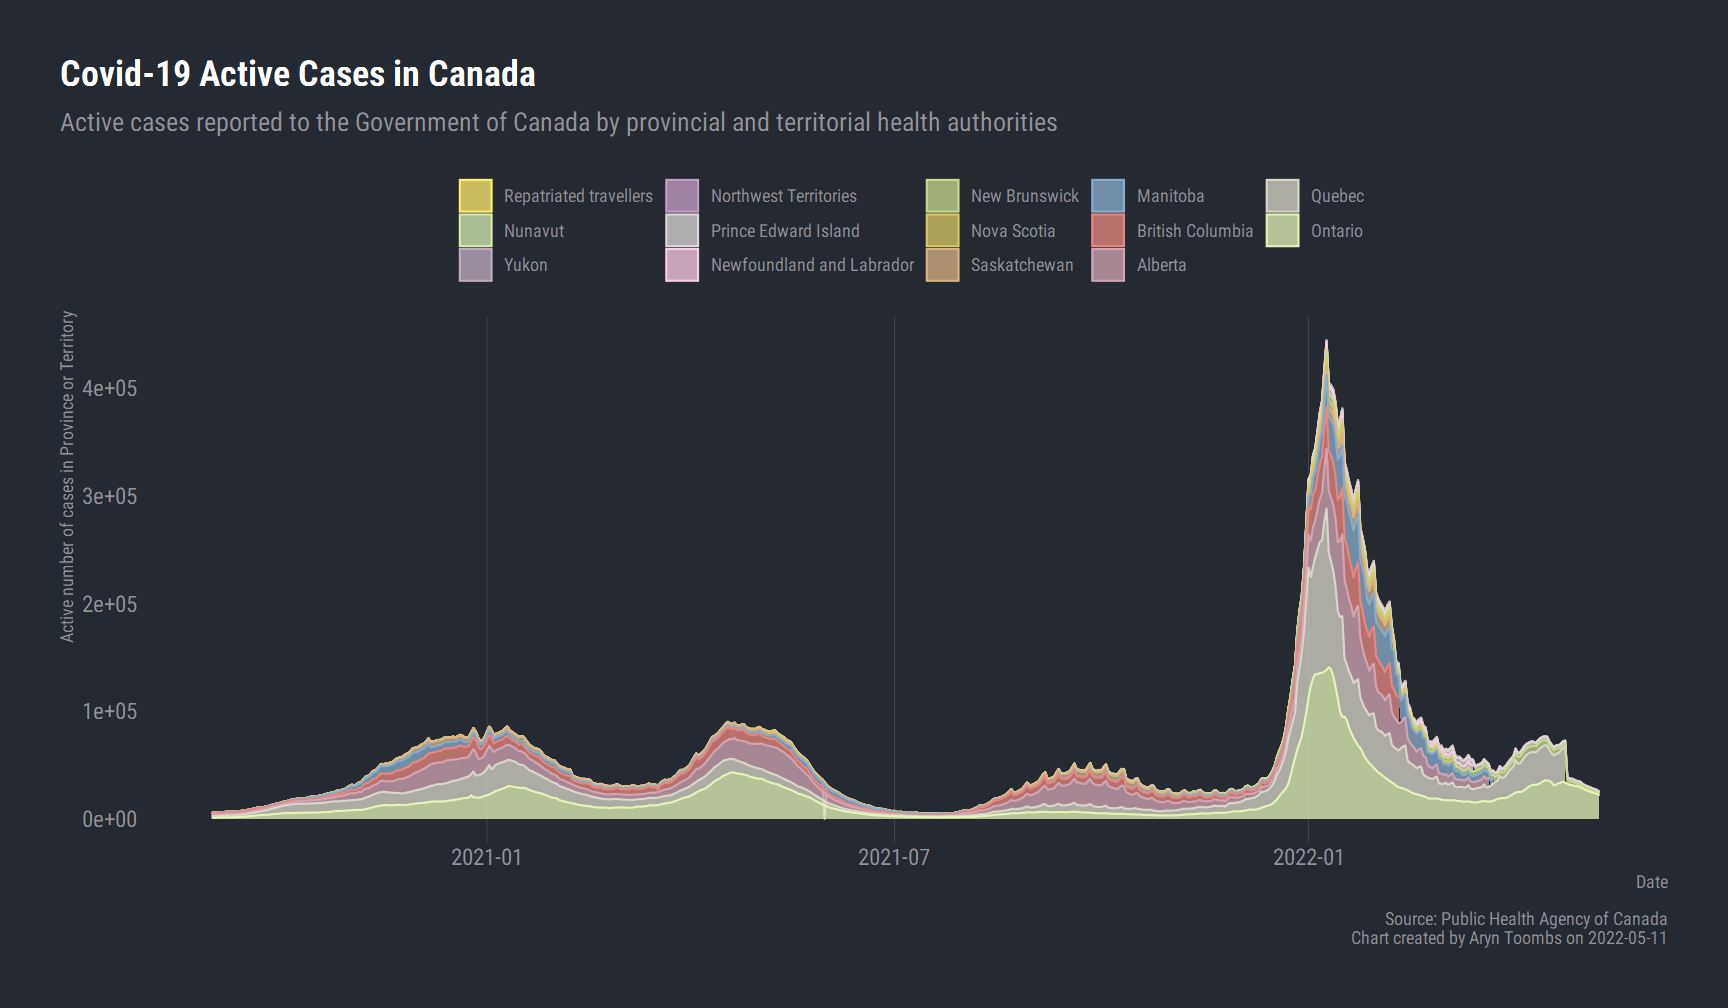 Covid-19 Active Cases in Canada
Active cases reported to the Government of Canada by provincial and territorial health authorities
Repatriated travellers Northwest Territories New Brunswick Manitoba Quebec
Nunavut Prince Edward Island Nova Scotia British Columbia Ontario
Yukon Newfoundland and Labrador Saskatchewan Alberta
Active number of cases in Province or Territory
4e+05
3e+05
2e+05
1e+05
0e+00
2021-01 2021-07 2022-01
Date
Source: Public Health Agency of Canada
Chart created by Aryn Toombs on 2022-05-11